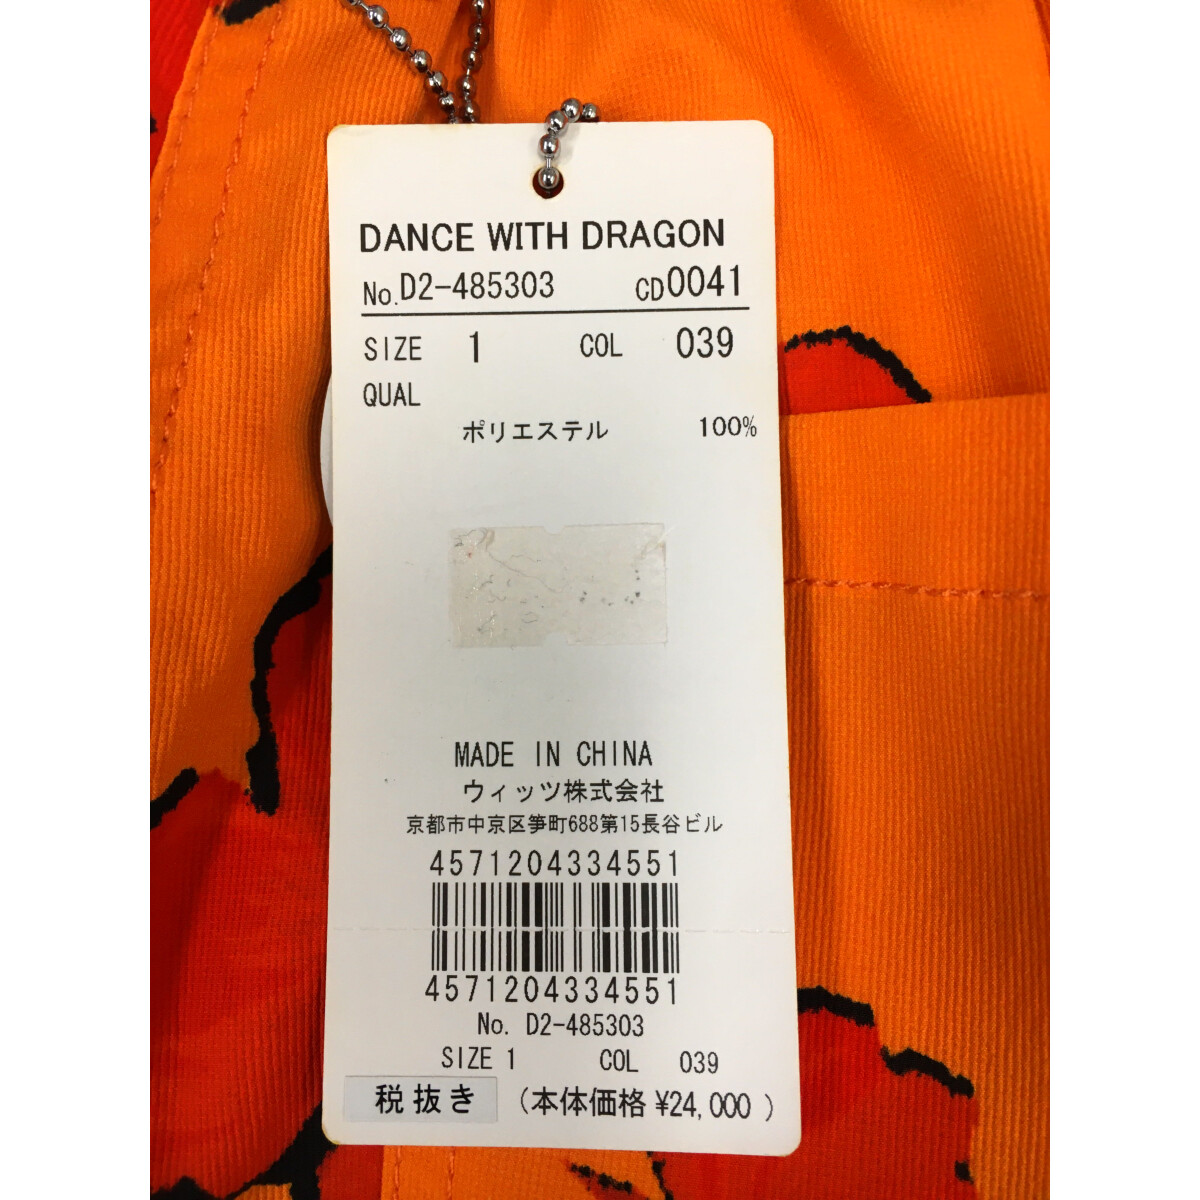 DANCE WITH DRAGON
No. D2-485303 CD0041
SIZE 1 COL 039
QUAL
ポリエステル 100%
MADE IN CHINA
ウィッツ株式会社
京都市中京区笋町688第15長谷ビル
4571204334551
4571204334551
No. D2-485303
SIZE 1 COL 039
税抜き (本体価格 ¥24,000 )